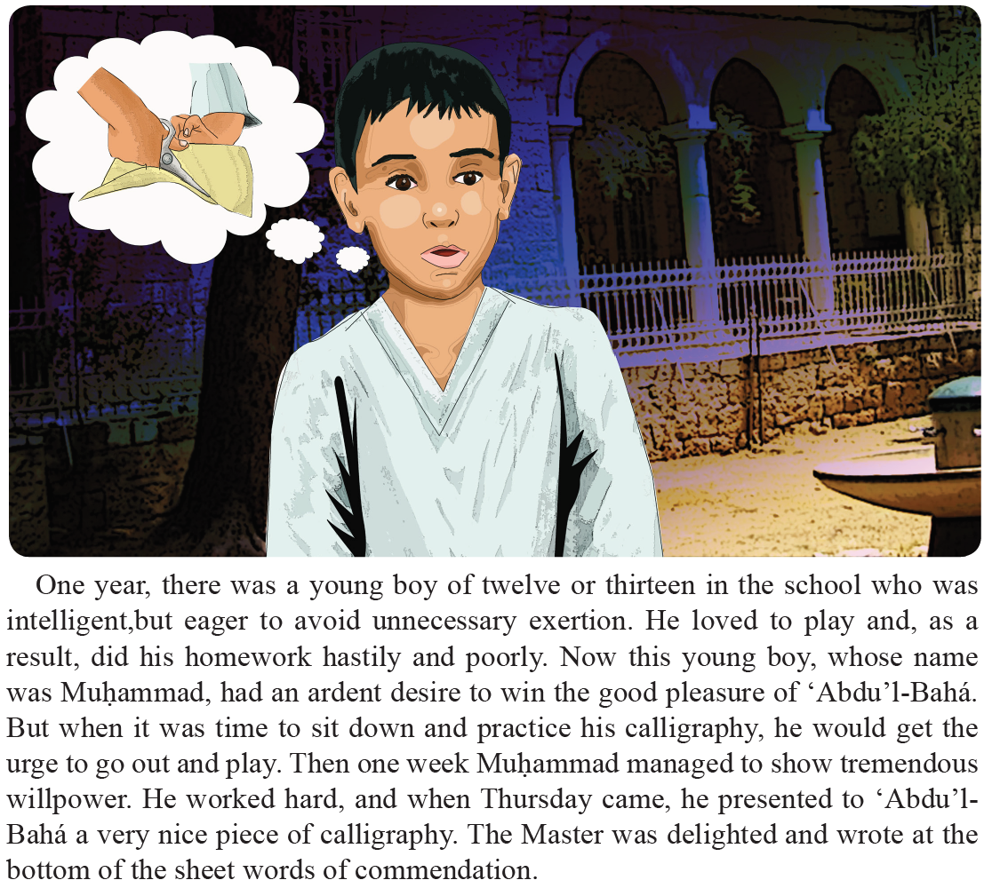 One year, there was a young boy of twelve or thirteen in the school who was
intelligent,but eager to avoid unnecessary exertion. He loved to play and, as a
result, did his homework hastily and poorly. Now this young boy, whose name
was Muḥammad, had an ardent desire to win the good pleasure of ‘Abdu’l-Bahá.
But when it was time to sit down and practice his calligraphy, he would get the
urge to go out and play. Then one week Muḥammad managed to show tremendous
willpower. He worked hard, and when Thursday came, he presented to ‘Abdu’l-
Bahá a very nice piece of calligraphy. The Master was delighted and wrote at the
bottom of the sheet words of commendation.